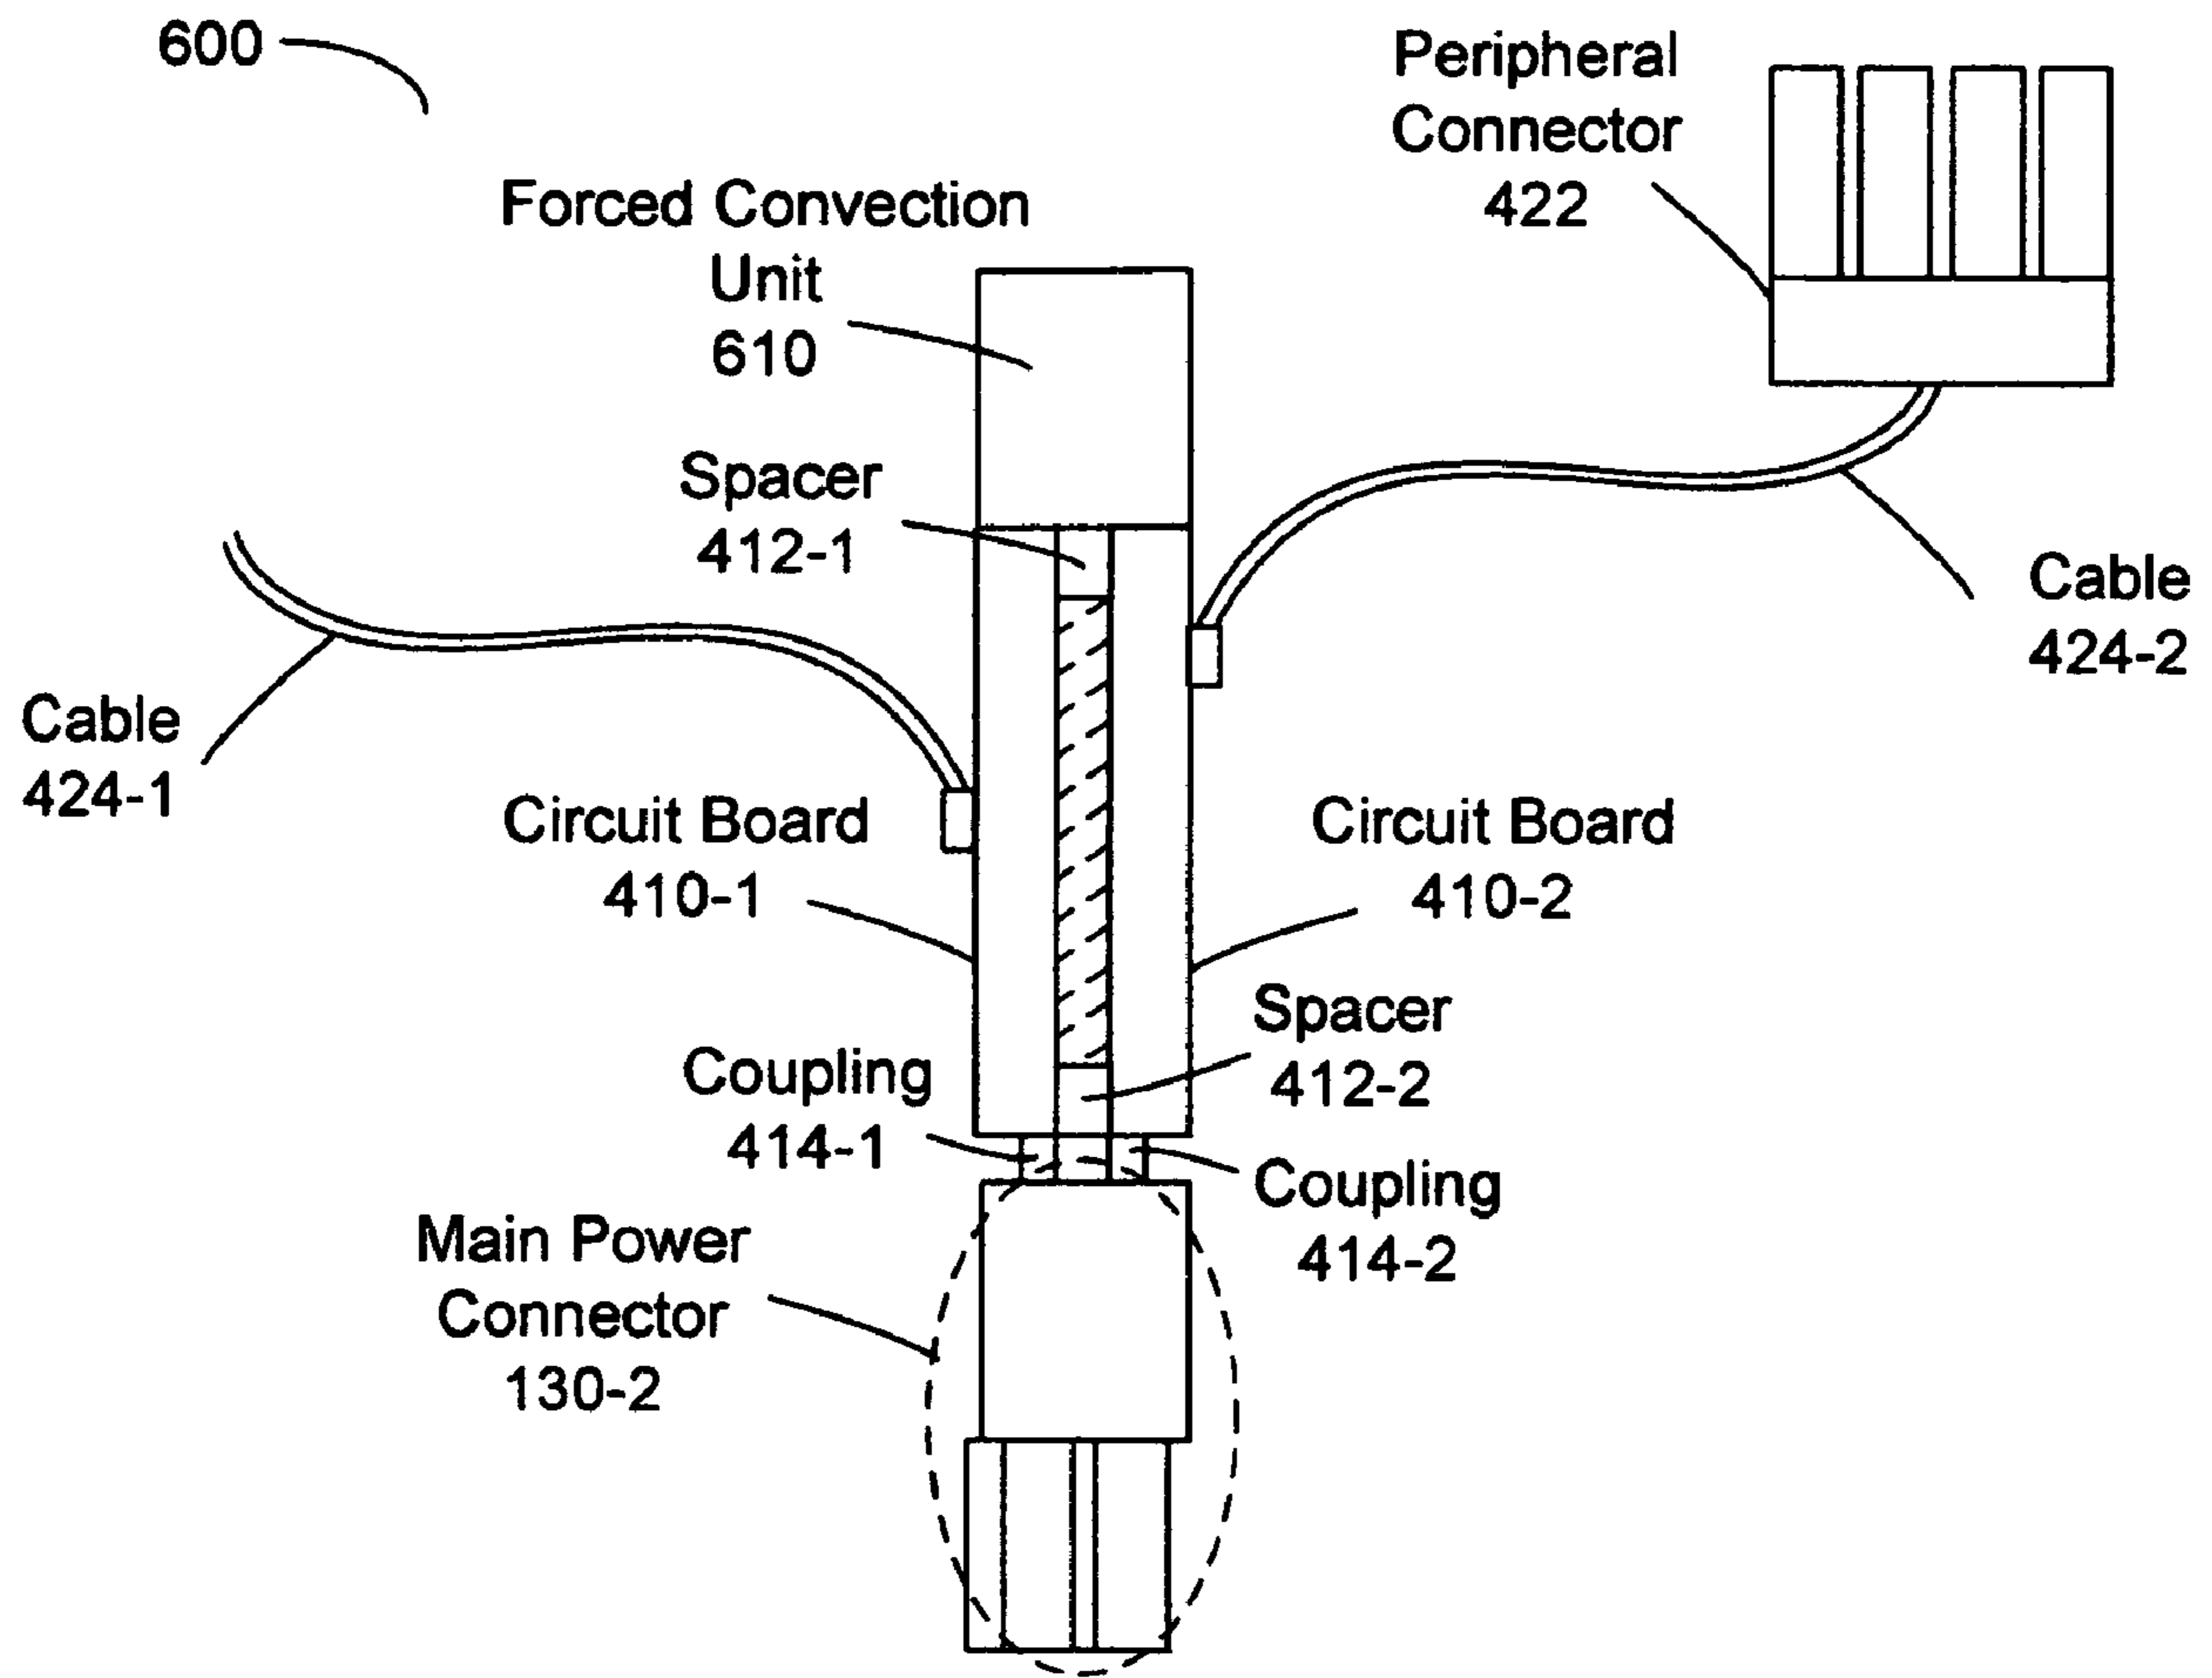 600
Peripheral
Connector
422
Forced Convection
Unit
610
Spacer
412-1
Cable
424-2
Cable
424-1
Circuit Board
410-1
Circuit Board
410-2
Spacer
412-2
Coupling
414-1
Coupling
414-2
Main Power
Connector
130-2